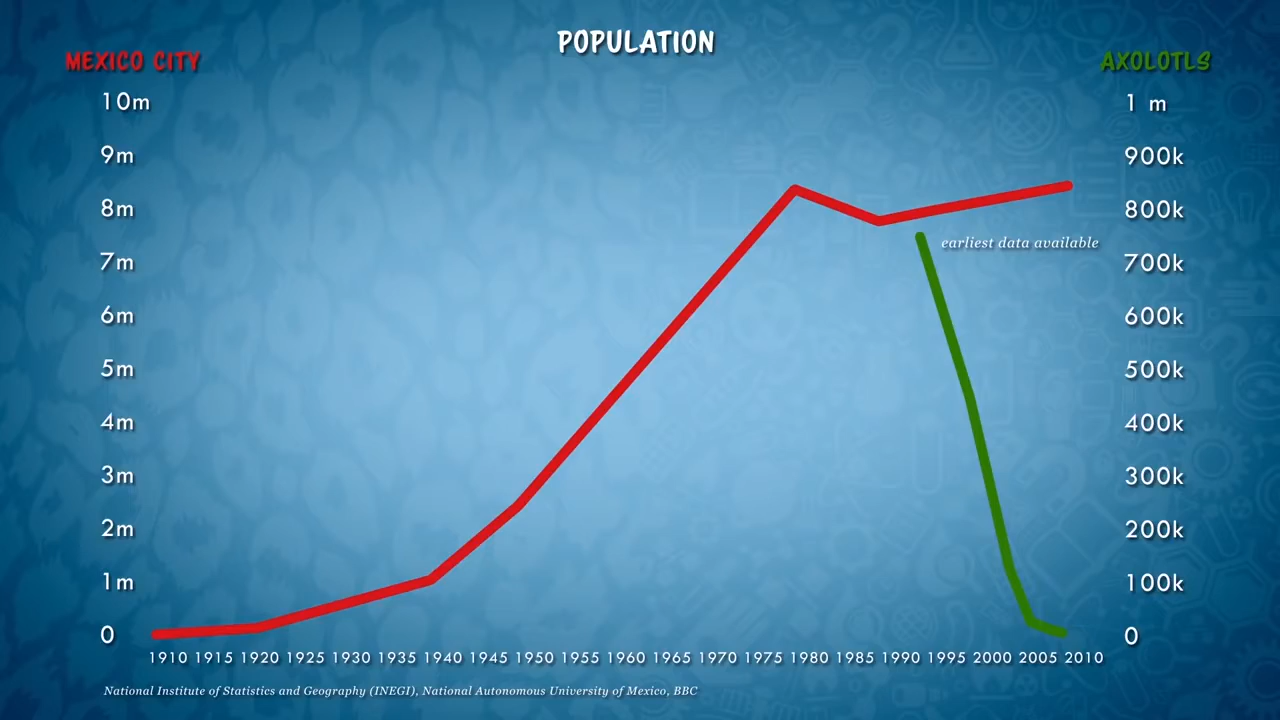 POPULATION
MEXICO CITY
AXOLOTLS
10m
1 m
9m
900k
8m
800k
earliest data available
7m
700k
6m
600k
5m
500k
4m
400k
3m
300k
2m
200k
1m
100k
0
0
1910 1915 1920 1925 1930 1935 1940 1945 1950 1955 1960 1965 1970 1975 1980 1985 1990 1995 2000 2005 2010
National Institute of Statistics and Geography (INEGI), National Autonomous University of Mexico, BBC